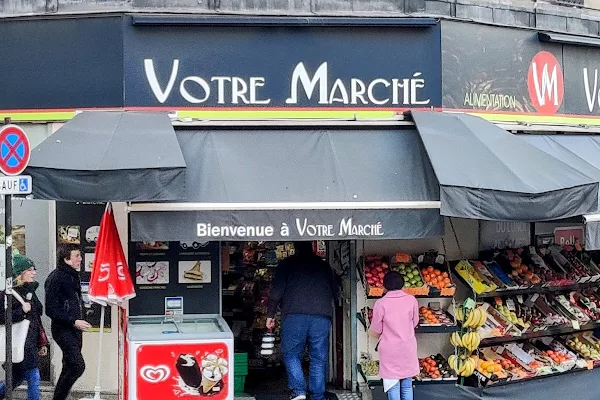 VOTRE MARCHÉ
ALIMENTATION
VM
Bienvenue à VOTRE MARCHÉ
SAUF